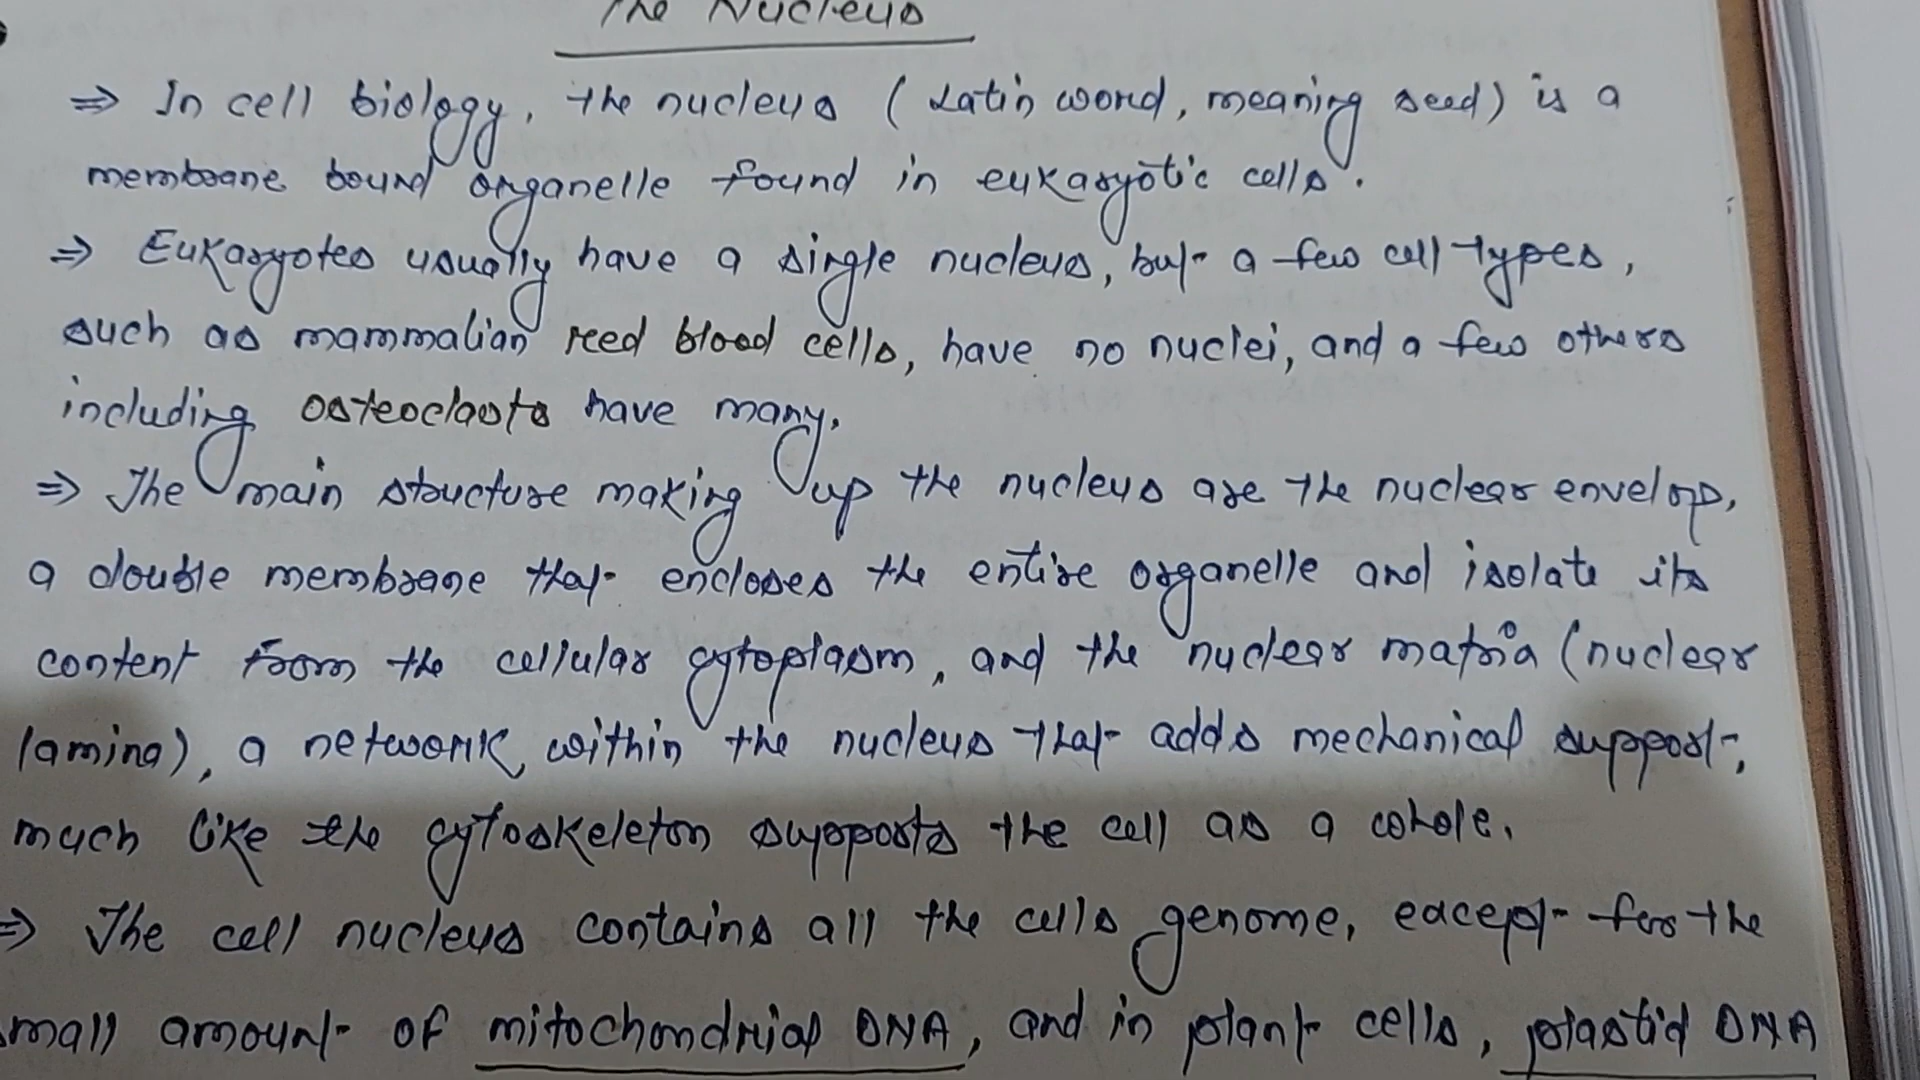 The Nucleus
⇒ In cell biology, the nucleus (Latin word, meaning seed) is a
membrane bound organelle found in eukaryotic cells.
⇒ Eukaryotes usually have a single nucleus, but a few cell types,
such as mammalian reed blood cells, have no nuclei, and a few others
including osteoclasts have many.
⇒ The main structure making up the nucleus are the nuclear envelop,
a double membrane that encloses the entire organelle and isolate its
content from the cellular cytoplasm, and the nuclear matrix (nuclear
lamina), a network within the nucleus that adds mechanical support,
much like the cytoskeleton supports the cell as a whole.
⇒ The cell nucleus contains all the cells genome, except for the
small amount of mitochondrial DNA, and in plant cells, plastid DNA